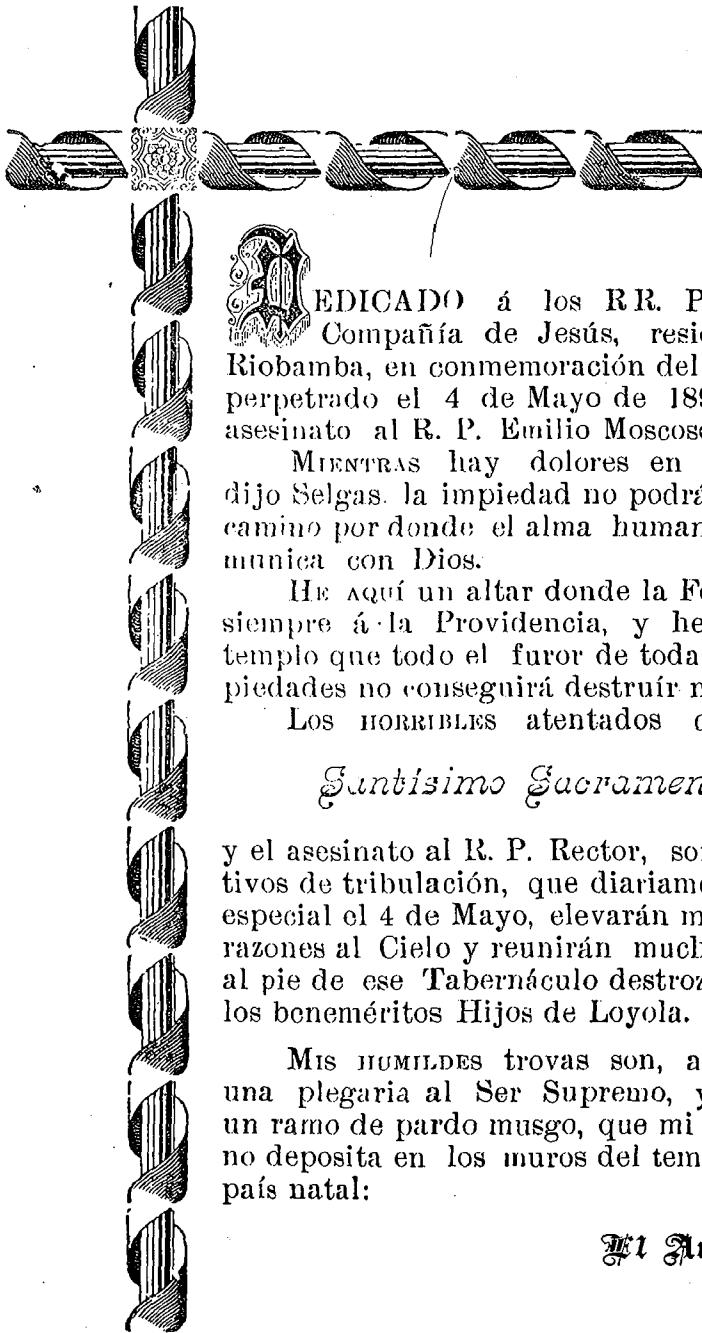 DEDICADO á los RR. P
Compañía de Jesús, resi
Riobamba, en conmemoración del
perpetrado el 4 de Mayo de 189
asesinato al R. P. Emilio Moscos
MIENTRAS hay dolores en
dijo Selgas. la impiedad no podrá
camino por donde el alma human
munica con Dios.
HE AQUÍ un altar donde la F
siempre á la Providencia, y he
templo que todo el furor de toda
piedades no conseguirá destruír
LOS HORRIBLES atentados
Santísimo Sacramen
y el asesinato al R. P. Rector, so
tivos de tribulación, que diariam
especial el 4 de Mayo, elevarán m
razones al Cielo y reunirán muc
al pie de ese Tabernáculo destroz
los beneméritos Hijos de Loyola.
MIS HUMILDES trovas son, a
una plegaria al Ser Supremo, y
un ramo de pardo musgo, que mi
no deposita en los muros del tem
país natal:
El Au